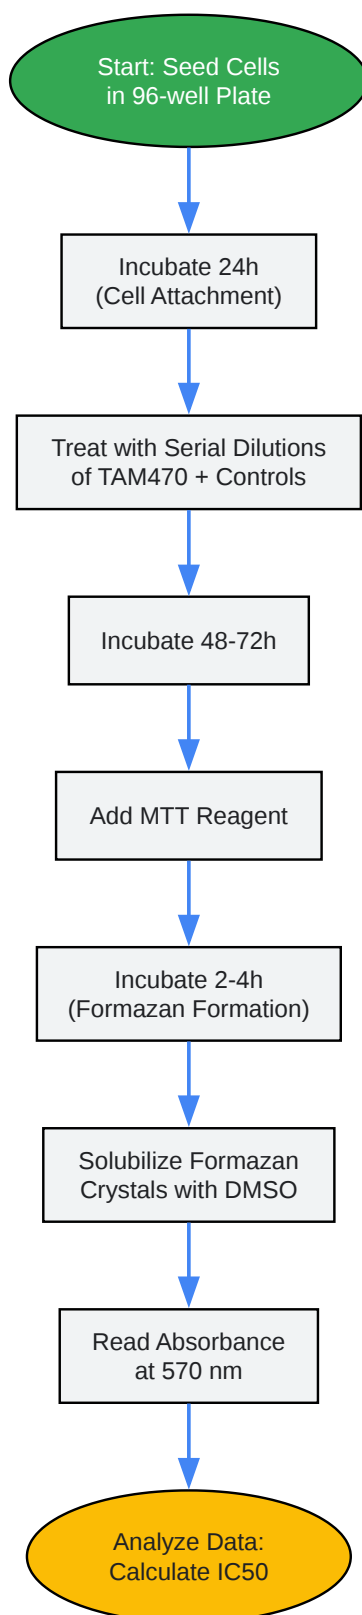 Start: Seed Cells
in 96-well Plate
Incubate 24h
(Cell Attachment)
Treat with Serial Dilutions
of TAM470 + Controls
Incubate 48-72h
Add MTT Reagent
Incubate 2-4h
(Formazan Formation)
Solubilize Formazan
Crystals with DMSO
Read Absorbance
at 570 nm
Analyze Data:
Calculate IC50